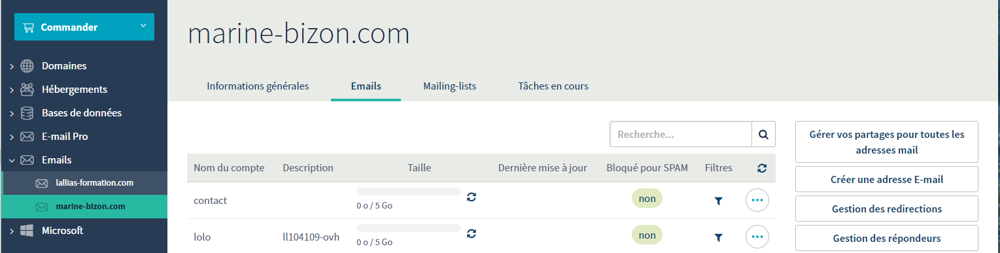 Commander
Domaines
Hébergements
Bases de données
E-mail Pro
Emails
lallias-formation.com
marine-bizon.com
Microsoft
marine-bizon.com
Informations générales Emails Mailing-lists Tâches en cours
Recherche...
Nom du compte Description Taille Dernière mise à jour Bloqué pour SPAM Filtres
contact 0 o / 5 Go non
lolo ll104109-ovh 0 o / 5 Go non
Gérer vos partages pour toutes les
adresses mail
Créer une adresse E-mail
Gestion des redirections
Gestion des répondeurs